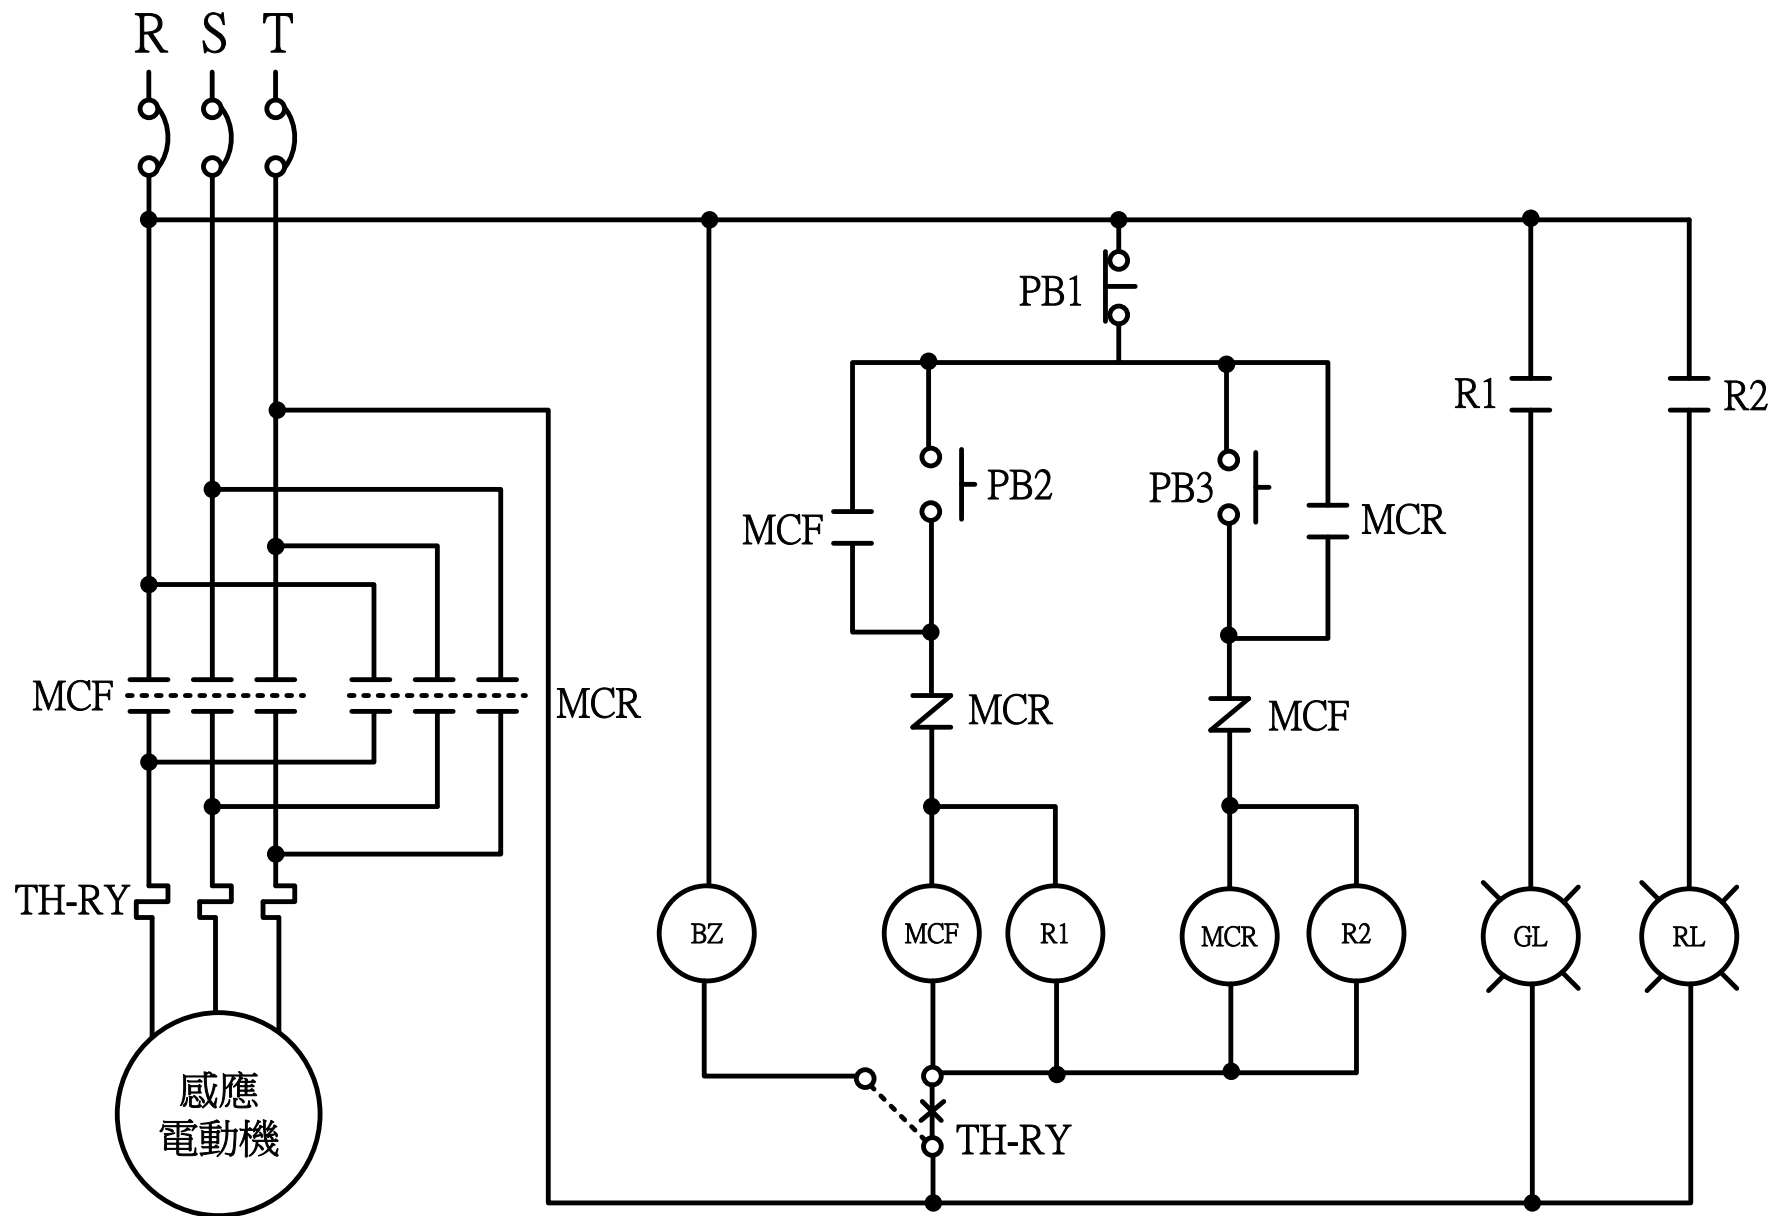 R S T
PB1
R1
R2
PB2
PB3
MCF
MCR
MCF
MCR
MCR
MCF
TH-RY
BZ
MCF
R1
MCR
R2
GL
RL
感應
電動機
TH-RY